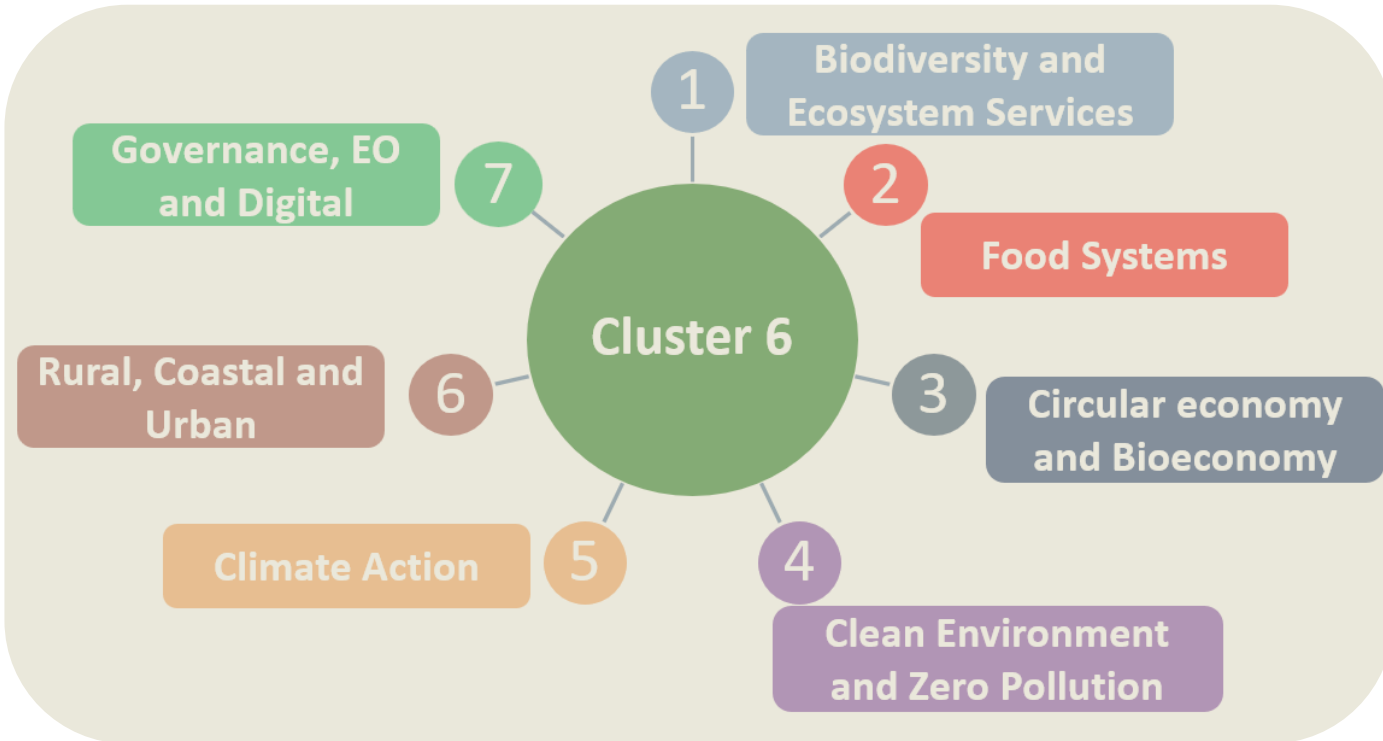 Cluster 6
1
Biodiversity and
Ecosystem Services
2
Food Systems
3
Circular economy
and Bioeconomy
4
Clean Environment
and Zero Pollution
5
Climate Action
6
Rural, Coastal and
Urban
7
Governance, EO
and Digital